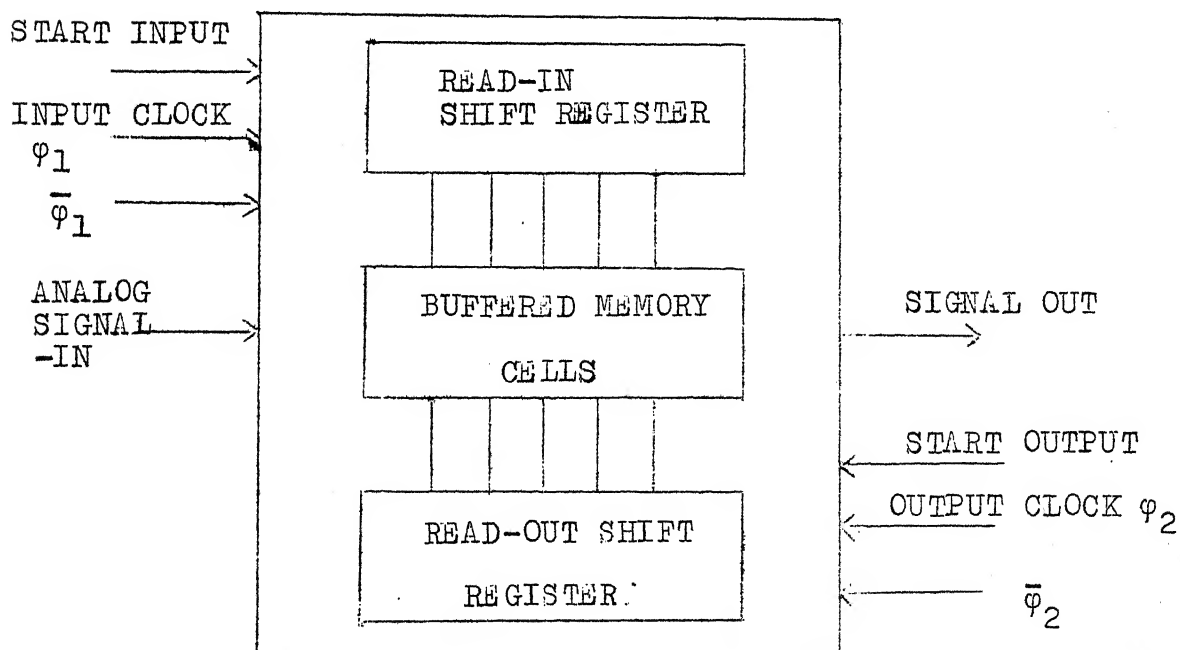 START INPUT
INPUT CLOCK
φ1
φ̅1
ANALOG
SIGNAL
-IN
READ-IN
SHIFT REGISTER
BUFFERED MEMORY
CELLS
READ-OUT SHIFT
REGISTER.
SIGNAL OUT
START OUTPUT
OUTPUT CLOCK φ2
φ̅2